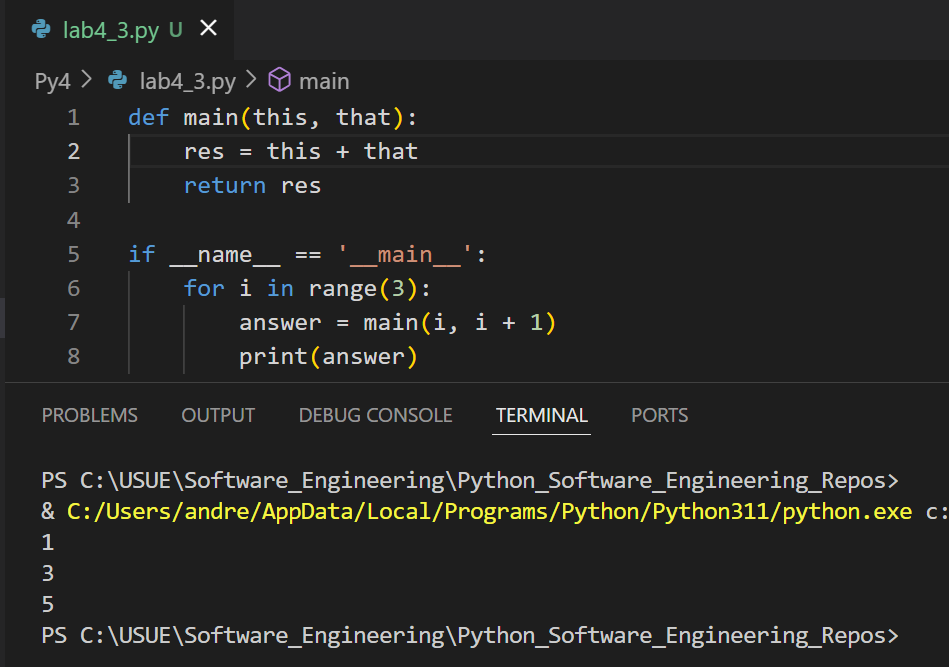 lab4_3.py U ×
Py4 > lab4_3.py > main
1 def main(this, that):
2     res = this + that
3     return res
4
5 if __name__ == '__main__':
6     for i in range(3):
7         answer = main(i, i + 1)
8         print(answer)
PROBLEMS OUTPUT DEBUG CONSOLE TERMINAL PORTS
PS C:\USUE\Software_Engineering\Python_Software_Engineering_Repos>
& C:/Users/andre/AppData/Local/Programs/Python/Python311/python.exe c:
1
3
5
PS C:\USUE\Software_Engineering\Python_Software_Engineering_Repos>